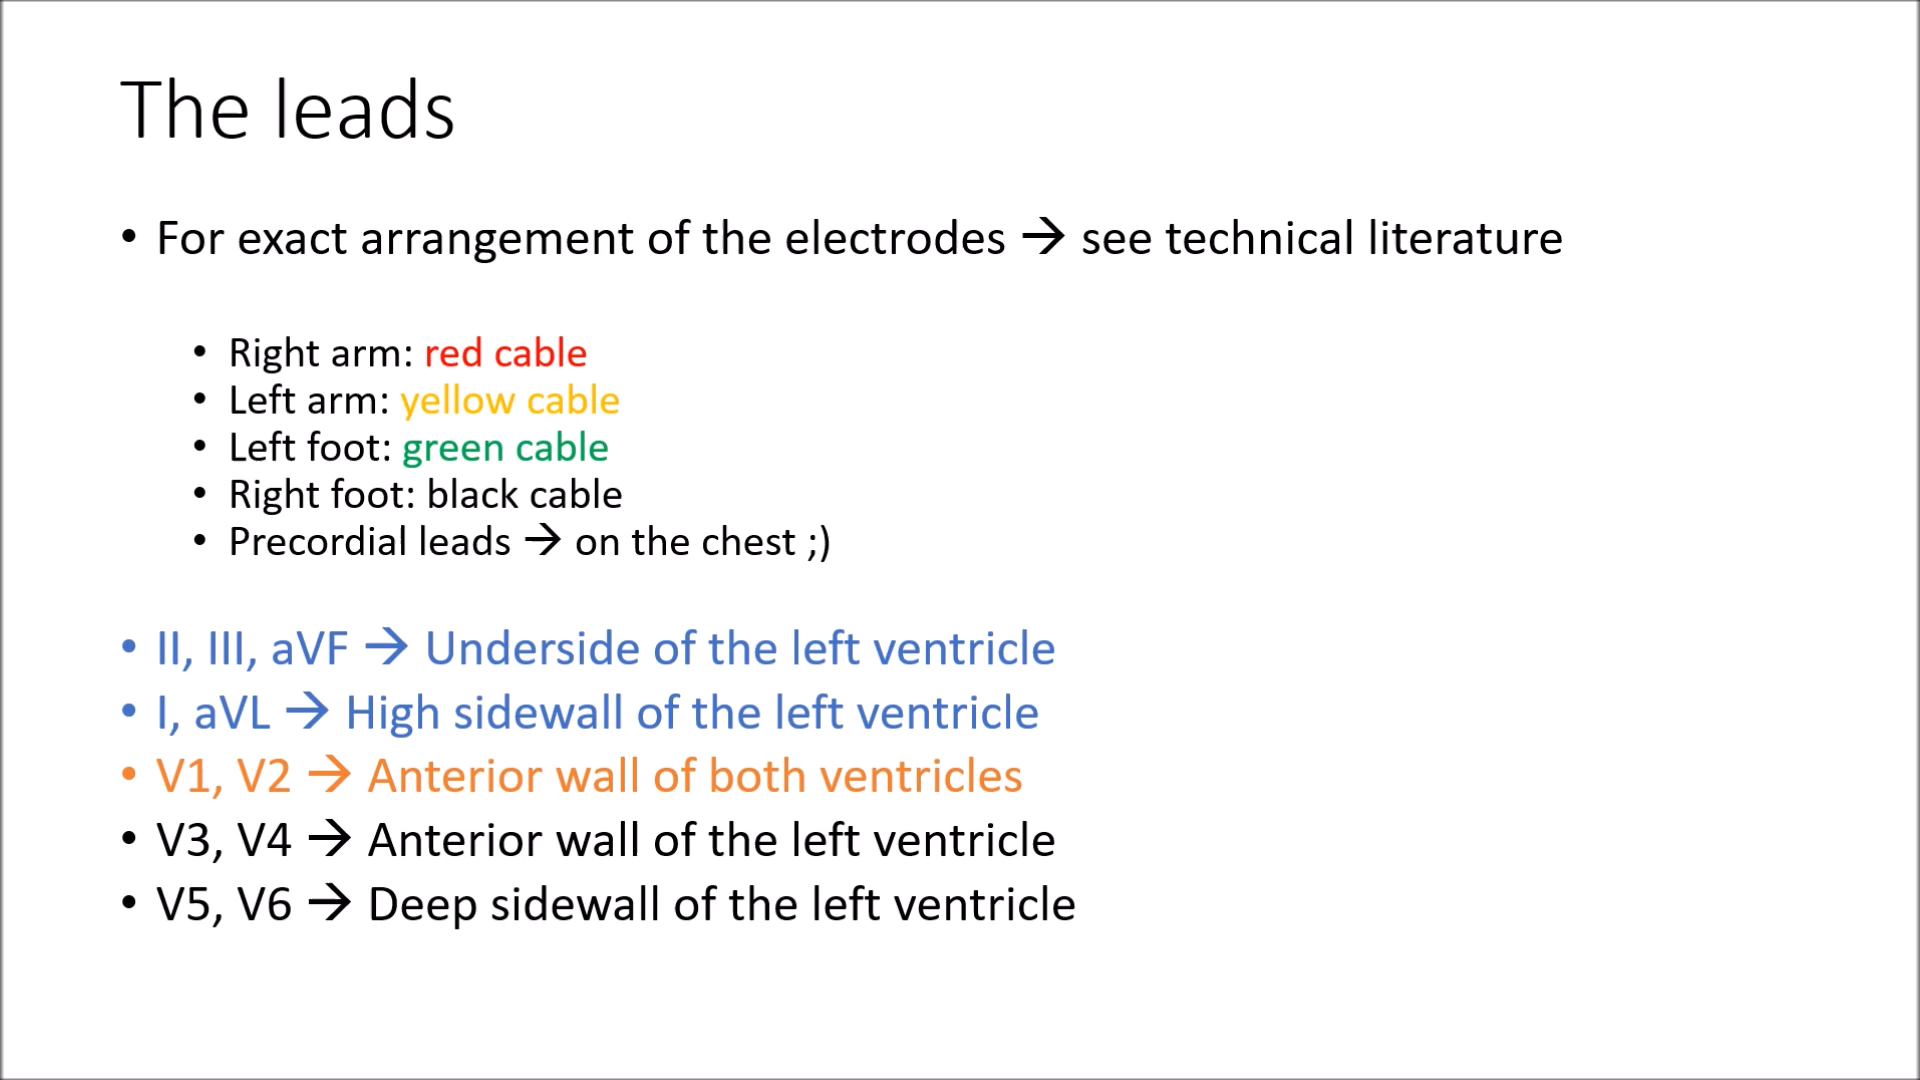 The leads
• For exact arrangement of the electrodes → see technical literature
• Right arm: red cable
• Left arm: yellow cable
• Left foot: green cable
• Right foot: black cable
• Precordial leads → on the chest ;)
• II, III, aVF → Underside of the left ventricle
• I, aVL → High sidewall of the left ventricle
• V1, V2 → Anterior wall of both ventricles
• V3, V4 → Anterior wall of the left ventricle
• V5, V6 → Deep sidewall of the left ventricle